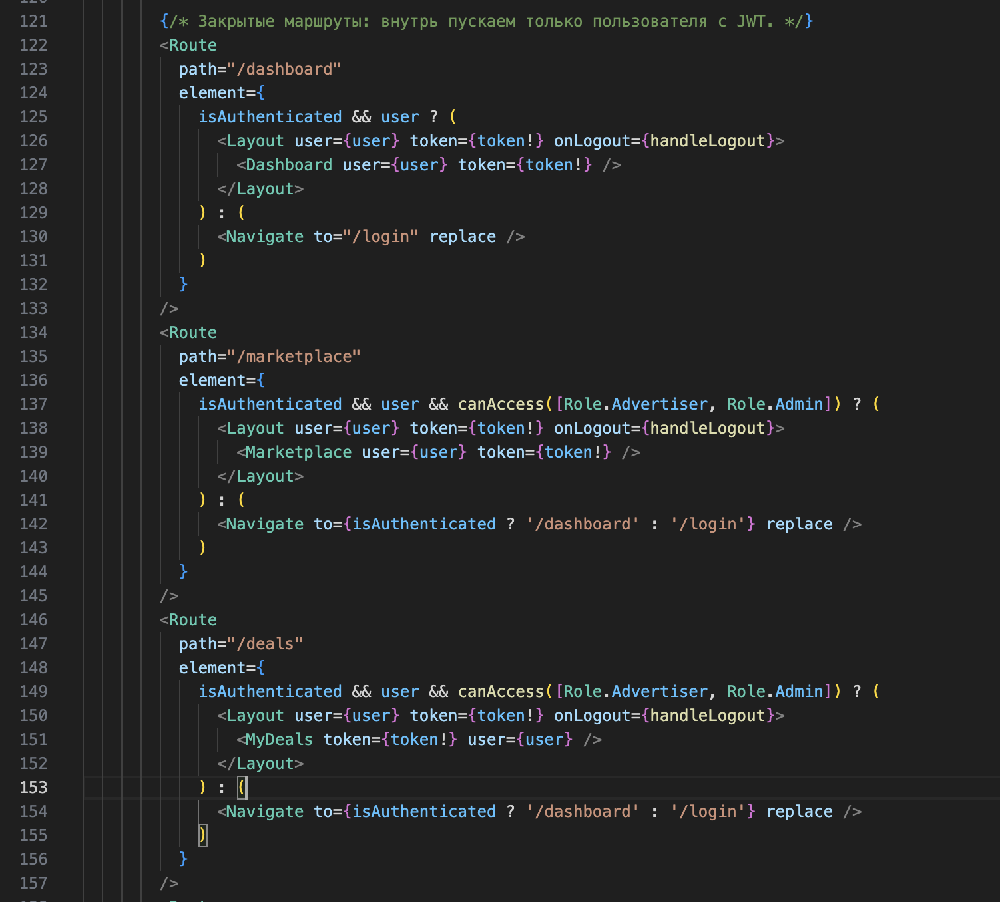 121 {/* Закрытые маршруты: внутрь пускаем только пользователя с JWT. */}
122 <Route
123 path="/dashboard"
124 element={
125 isAuthenticated && user ? (
126 <Layout user={user} token={token!} onLogout={handleLogout}>
127 <Dashboard user={user} token={token!} />
128 </Layout>
129 ) : (
130 <Navigate to="/login" replace />
131 )
132 }
133 />
134 <Route
135 path="/marketplace"
136 element={
137 isAuthenticated && user && canAccess([Role.Advertiser, Role.Admin]) ? (
138 <Layout user={user} token={token!} onLogout={handleLogout}>
139 <Marketplace user={user} token={token!} />
140 </Layout>
141 ) : (
142 <Navigate to={isAuthenticated ? '/dashboard' : '/login'} replace />
143 )
144 }
145 />
146 <Route
147 path="/deals"
148 element={
149 isAuthenticated && user && canAccess([Role.Advertiser, Role.Admin]) ? (
150 <Layout user={user} token={token!} onLogout={handleLogout}>
151 <MyDeals token={token!} user={user} />
152 </Layout>
153 ) : (
154 <Navigate to={isAuthenticated ? '/dashboard' : '/login'} replace />
155 )
156 }
157 />